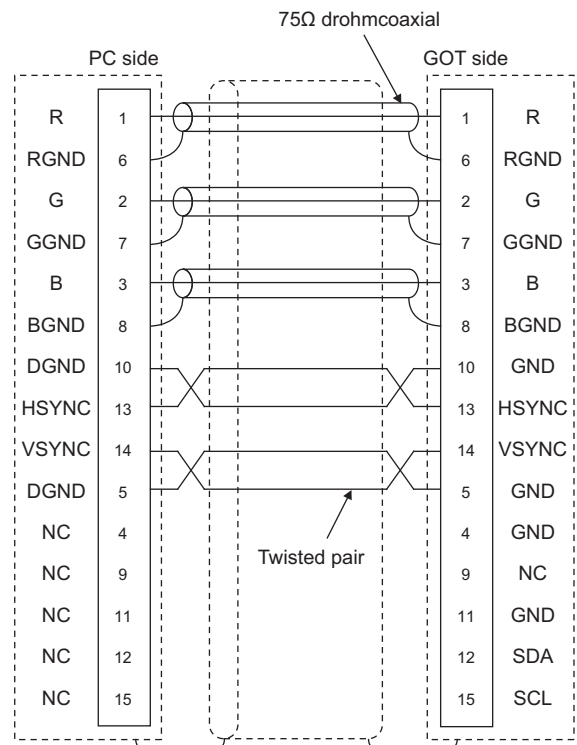 75Ω drohmcoaxial
PC side GOT side
R 1 1 R
RGND 6 6 RGND
G 2 2 G
GGND 7 7 GGND
B 3 3 B
BGND 8 8 BGND
DGND 10 10 GND
HSYNC 13 13 HSYNC
VSYNC 14 14 VSYNC
DGND 5 5 GND
NC 4 4 GND
Twisted pair
NC 9 9 NC
NC 11 11 GND
NC 12 12 SDA
NC 15 15 SCL